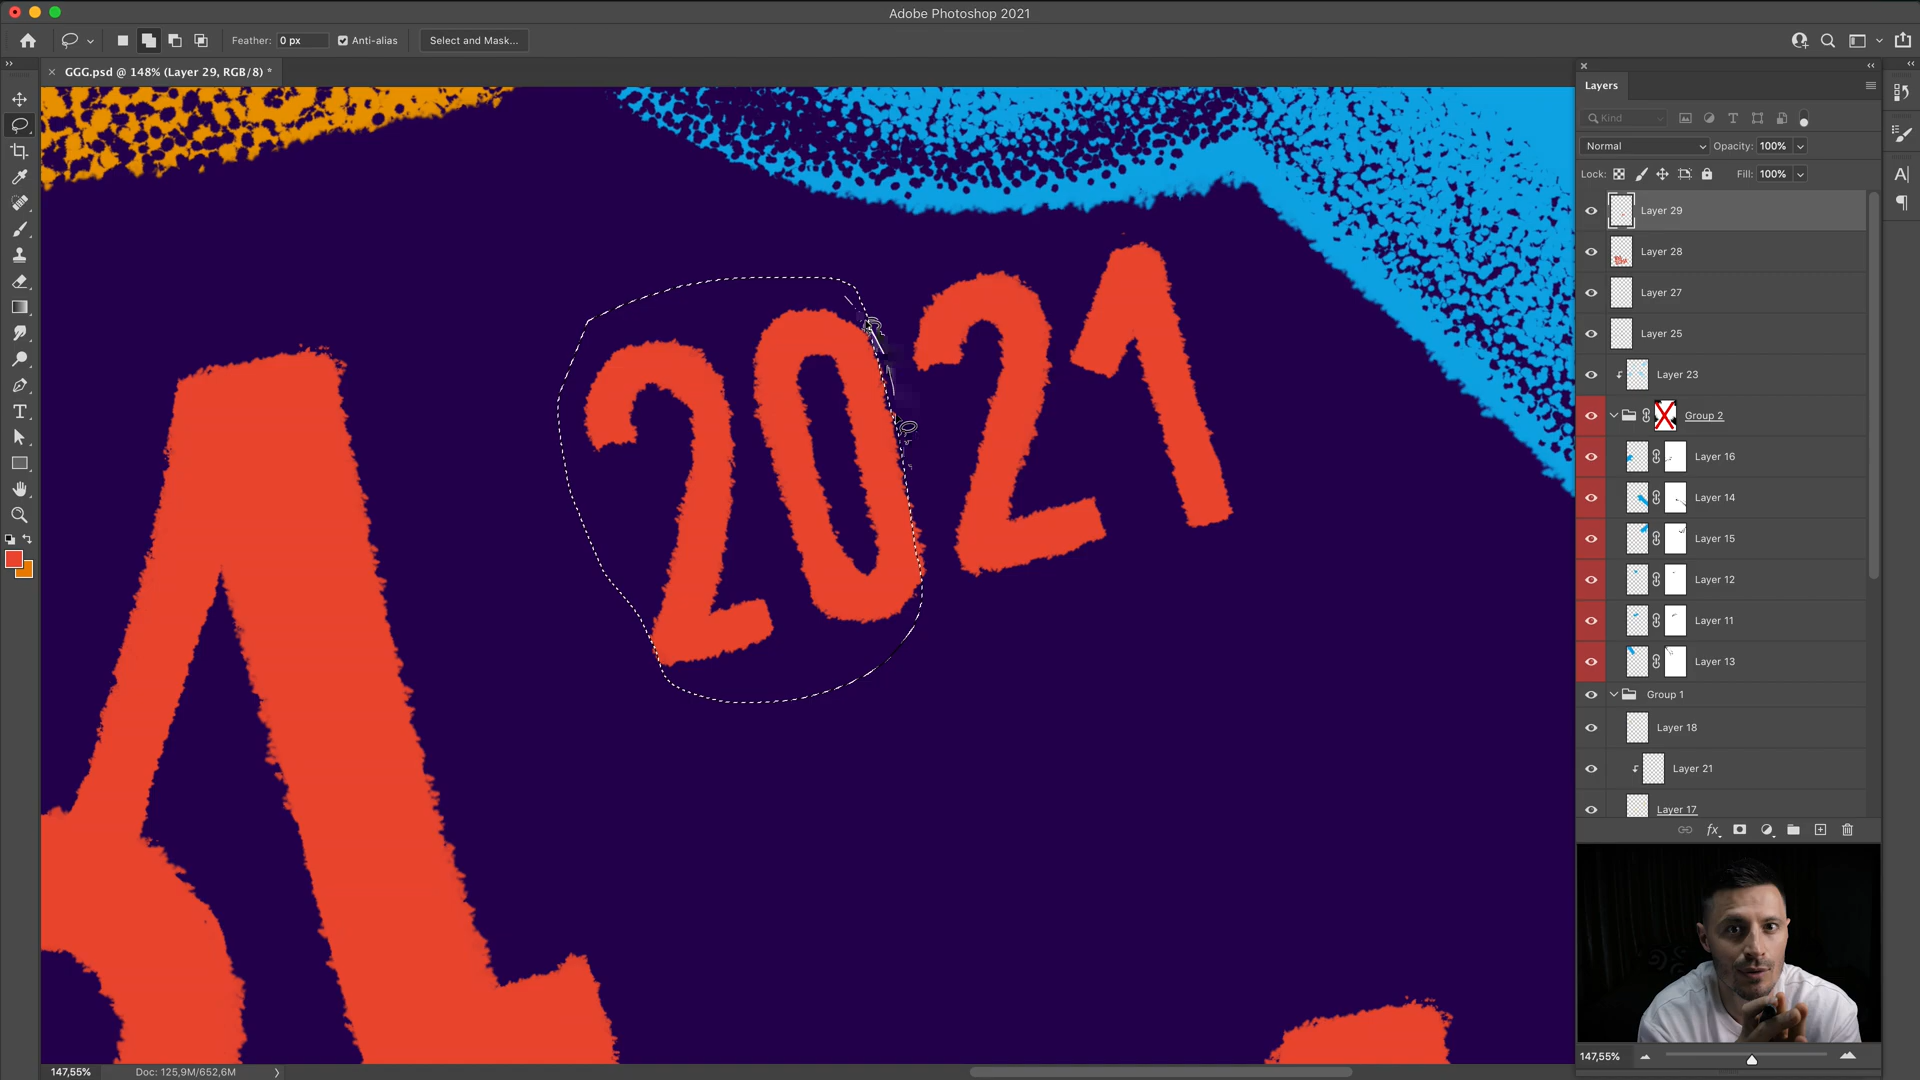 Adobe Photoshop 2021
Feather: 0 px Anti-alias Select and Mask...
GGG.psd @ 148% (Layer 29, RGB/8) *
2021
Layers
Kind
Normal Opacity: 100%
Lock: Fill: 100%
Layer 29
Layer 28
Layer 27
Layer 25
Layer 23
Group 2
Layer 16
Layer 14
Layer 15
Layer 12
Layer 11
Layer 13
Group 1
Layer 18
Layer 21
Layer 17
147,55%
147,55% Doc: 125,9M/652,6M